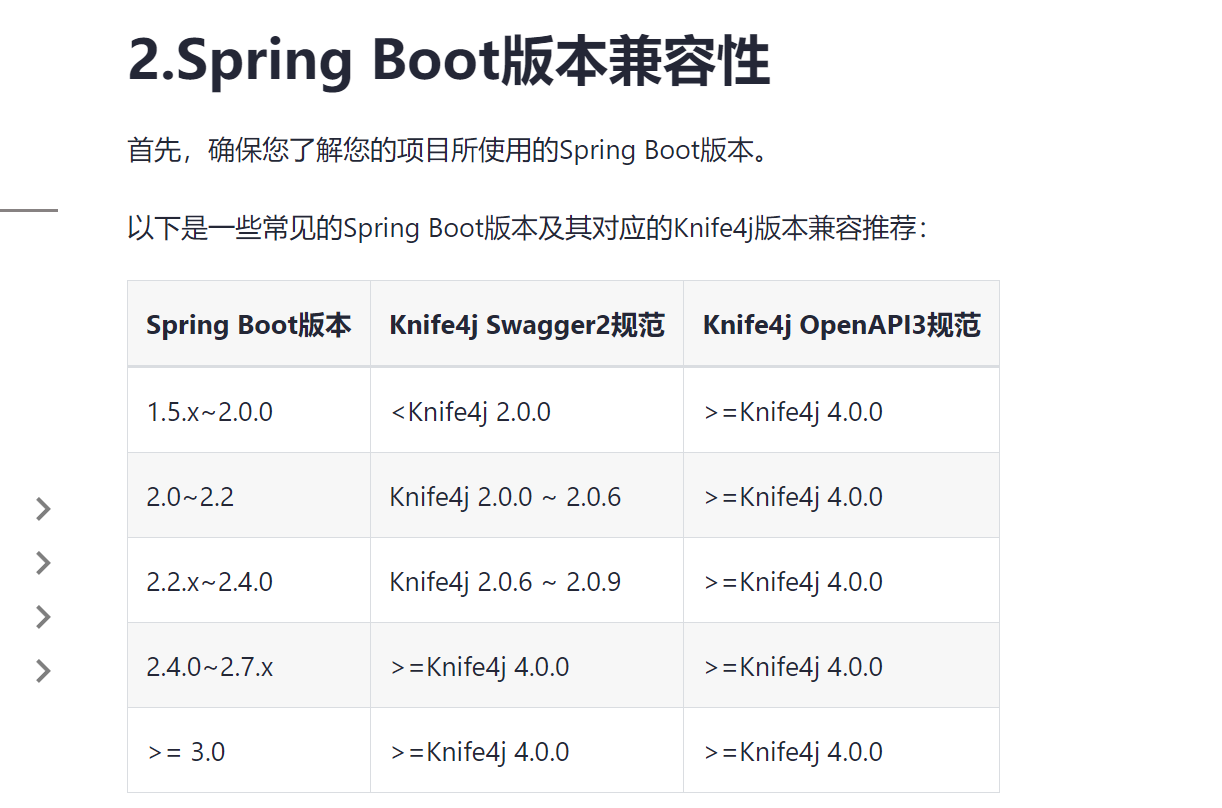 2.Spring Boot版本兼容性
首先，确保您了解您的项目所使用的Spring Boot版本。
以下是一些常见的Spring Boot版本及其对应的Knife4j版本兼容推荐：
Spring Boot版本 Knife4j Swagger2规范 Knife4j OpenAPI3规范
1.5.x~2.0.0 <Knife4j 2.0.0 >=Knife4j 4.0.0
2.0~2.2 Knife4j 2.0.0 ~ 2.0.6 >=Knife4j 4.0.0
2.2.x~2.4.0 Knife4j 2.0.6 ~ 2.0.9 >=Knife4j 4.0.0
2.4.0~2.7.x >=Knife4j 4.0.0 >=Knife4j 4.0.0
>= 3.0 >=Knife4j 4.0.0 >=Knife4j 4.0.0